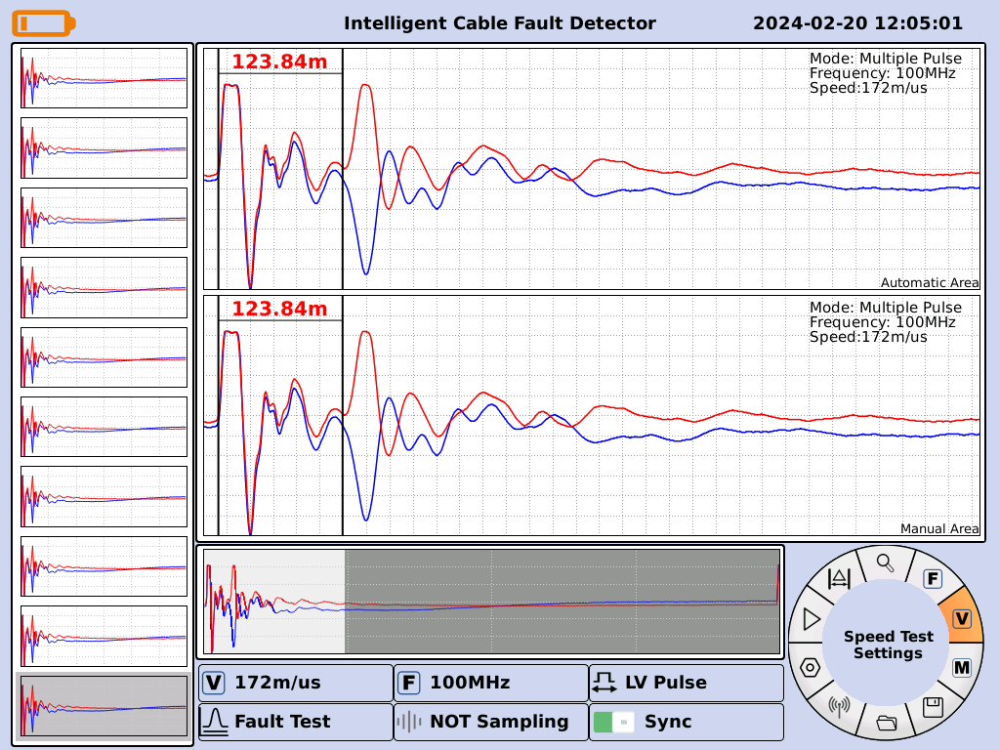 Intelligent Cable Fault Detector
2024-02-20 12:05:01
123.84m
Mode: Multiple Pulse
Frequency: 100MHz
Speed:172m/us
Automatic Area
123.84m
Mode: Multiple Pulse
Frequency: 100MHz
Speed:172m/us
Manual Area
F
V
M
Speed Test
Settings
V 172m/us
F 100MHz
LV Pulse
Fault Test
NOT Sampling
Sync